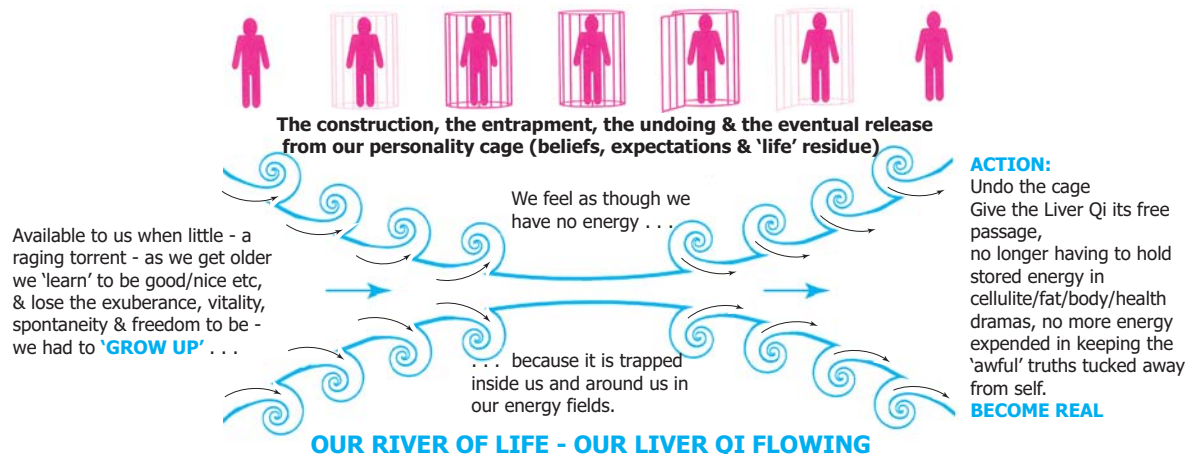 The construction, the entrapment, the undoing & the eventual release
from our personality cage (beliefs, expectations & ‘life’ residue)
Available to us when little - a
raging torrent - as we get older
we ‘learn’ to be good/nice etc,
& lose the exuberance, vitality,
spontaneity & freedom to be -
we had to ‘GROW UP’ . . .
We feel as though we
have no energy . . .
. . . because it is trapped
inside us and around us in
our energy fields.
ACTION:
Undo the cage
Give the Liver Qi its free
passage,
no longer having to hold
stored energy in
cellulite/fat/body/health
dramas, no more energy
expended in keeping the
‘awful’ truths tucked away
from self.
BECOME REAL
OUR RIVER OF LIFE - OUR LIVER QI FLOWING